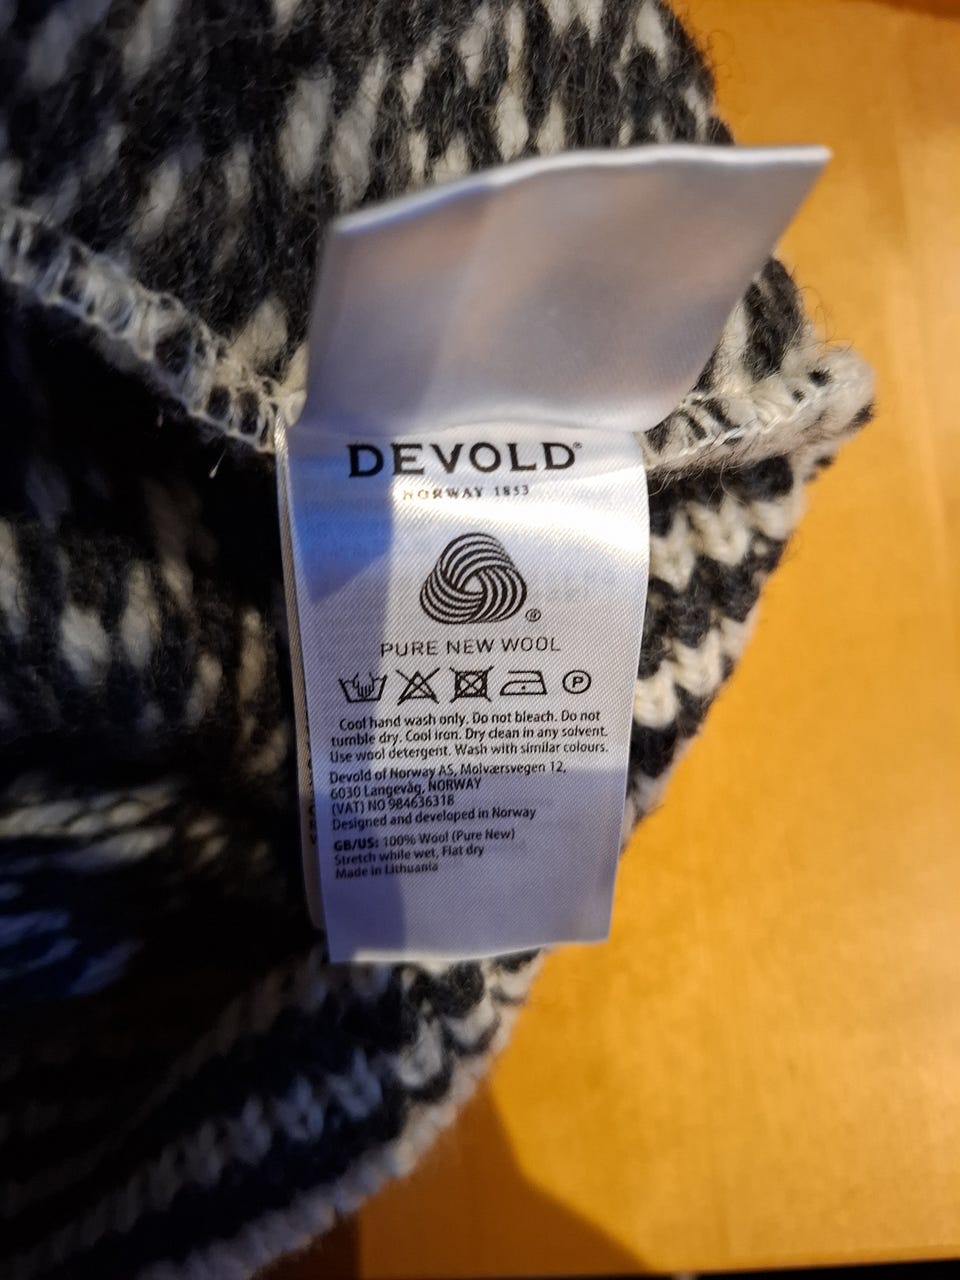 DEVOLD®
NORWAY 1853
®
PURE NEW WOOL
P
Cool hand wash only. Do not bleach. Do not
tumble dry. Cool iron. Dry clean in any solvent.
Use wool detergent. Wash with similar colours.
Devold of Norway AS, Molværsvegen 12,
6030 Langevåg, NORWAY
(VAT) NO 984636318
Designed and developed in Norway
GB/US: 100% Wool (Pure New)
Stretch while wet, Flat dry
Made in Lithuania